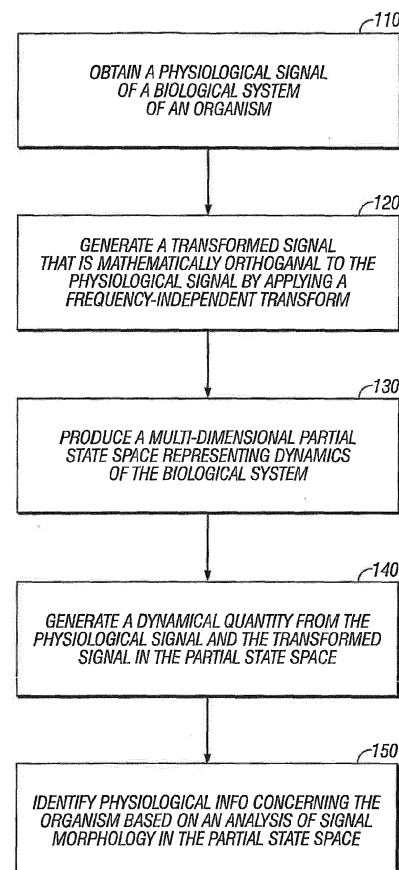 110
OBTAIN A PHYSIOLOGICAL SIGNAL
OF A BIOLOGICAL SYSTEM
OF AN ORGANISM
120
GENERATE A TRANSFORMED SIGNAL
THAT IS MATHEMATICALLY ORTHOGANAL TO THE
PHYSIOLOGICAL SIGNAL BY APPLYING A
FREQUENCY-INDEPENDENT TRANSFORM
130
PRODUCE A MULTI-DIMENSIONAL PARTIAL
STATE SPACE REPRESENTING DYNAMICS
OF THE BIOLOGICAL SYSTEM
140
GENERATE A DYNAMICAL QUANTITY FROM THE
PHYSIOLOGICAL SIGNAL AND THE TRANSFORMED
SIGNAL IN THE PARTIAL STATE SPACE
150
IDENTIFY PHYSIOLOGICAL INFO CONCERNING THE
ORGANISM BASED ON AN ANALYSIS OF SIGNAL
MORPHOLOGY IN THE PARTIAL STATE SPACE